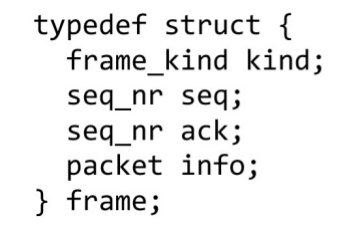 typedef struct {
  frame_kind kind;
  seq_nr seq;
  seq_nr ack;
  packet info;
} frame;